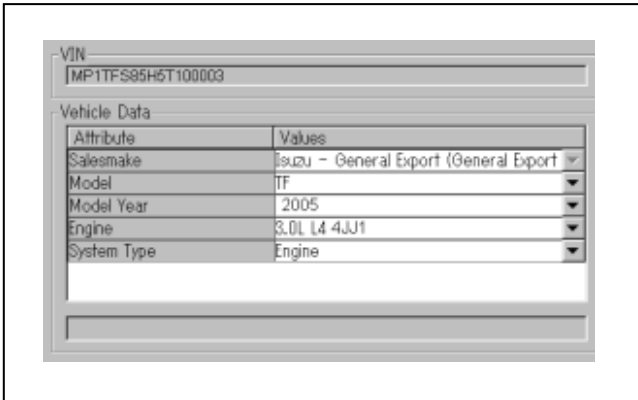 VIN
MP1TFS85H5T100003
Vehicle Data
Attribute Values
Salesmake Isuzu - General Export (General Export
Model TF
Model Year 2005
Engine 3.0L L4 4JJ1
System Type Engine